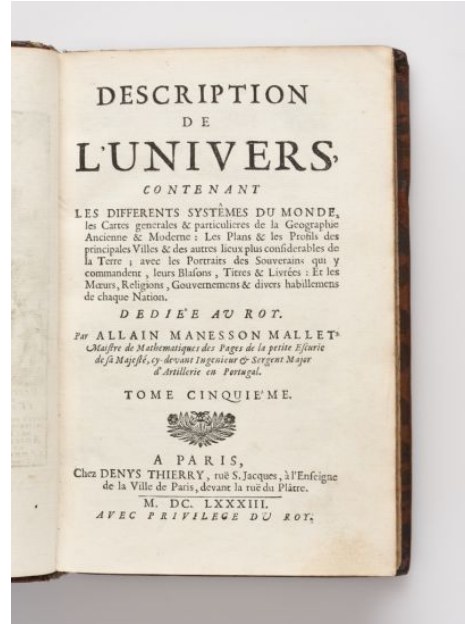 DESCRIPTION
DE
L'UNIVERS,
CONTENANT
LES DIFFERENTS SYSTÊMES DU MONDE,
les Cartes generales & particulieres de la Geographie
Ancienne & Moderne : Les Plans & les Profils des
principales Villes & des autres lieux plus considerables de
la Terre ; avec les Portraits des Souverains qui y
commandent, leurs Blasons, Titres & Livrées : Et les
Mœurs, Religions, Gouvernemens & divers habillemens
de chaque Nation.
DEDIE'E AU ROY.
Par ALLAIN MANESSON MALLET
Maistre de Mathematiques des Pages de la petite Escurie
de sa Majesté, cy-devant Ingenieur & Sergent Major
d'Artillerie en Portugal.
TOME CINQUIE'ME.
A PARIS,
Chez DENYS THIERRY, ruë S. Jacques, à l'Enseigne
de la Ville de Paris, devant la ruë du Plâtre.
M. DC. LXXXIII.
AVEC PRIVILEGE DU ROY.